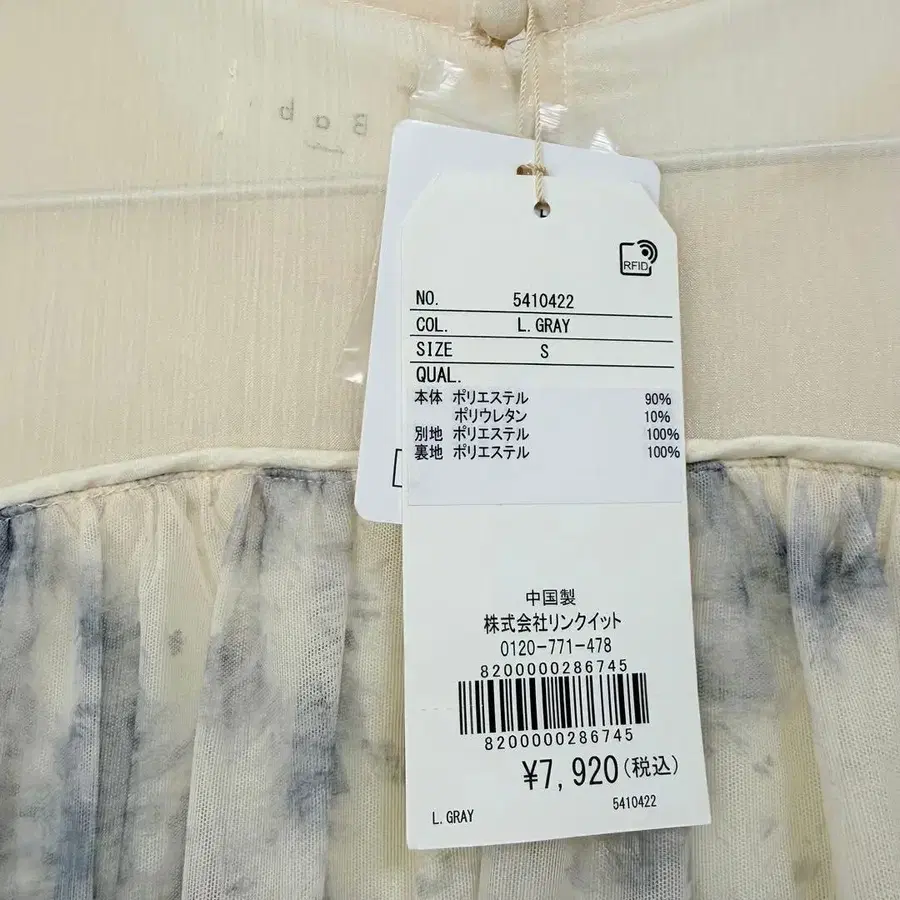 Bab
L
RFID
NO. 5410422
COL. L.GRAY
SIZE S
QUAL.
本体 ポリエステル 90%
ポリウレタン 10%
別地 ポリエステル 100%
裏地 ポリエステル 100%
中国製
株式会社リンクイット
0120-771-478
8200000286745
8200000286745
¥7,920(税込)
L.GRAY 5410422